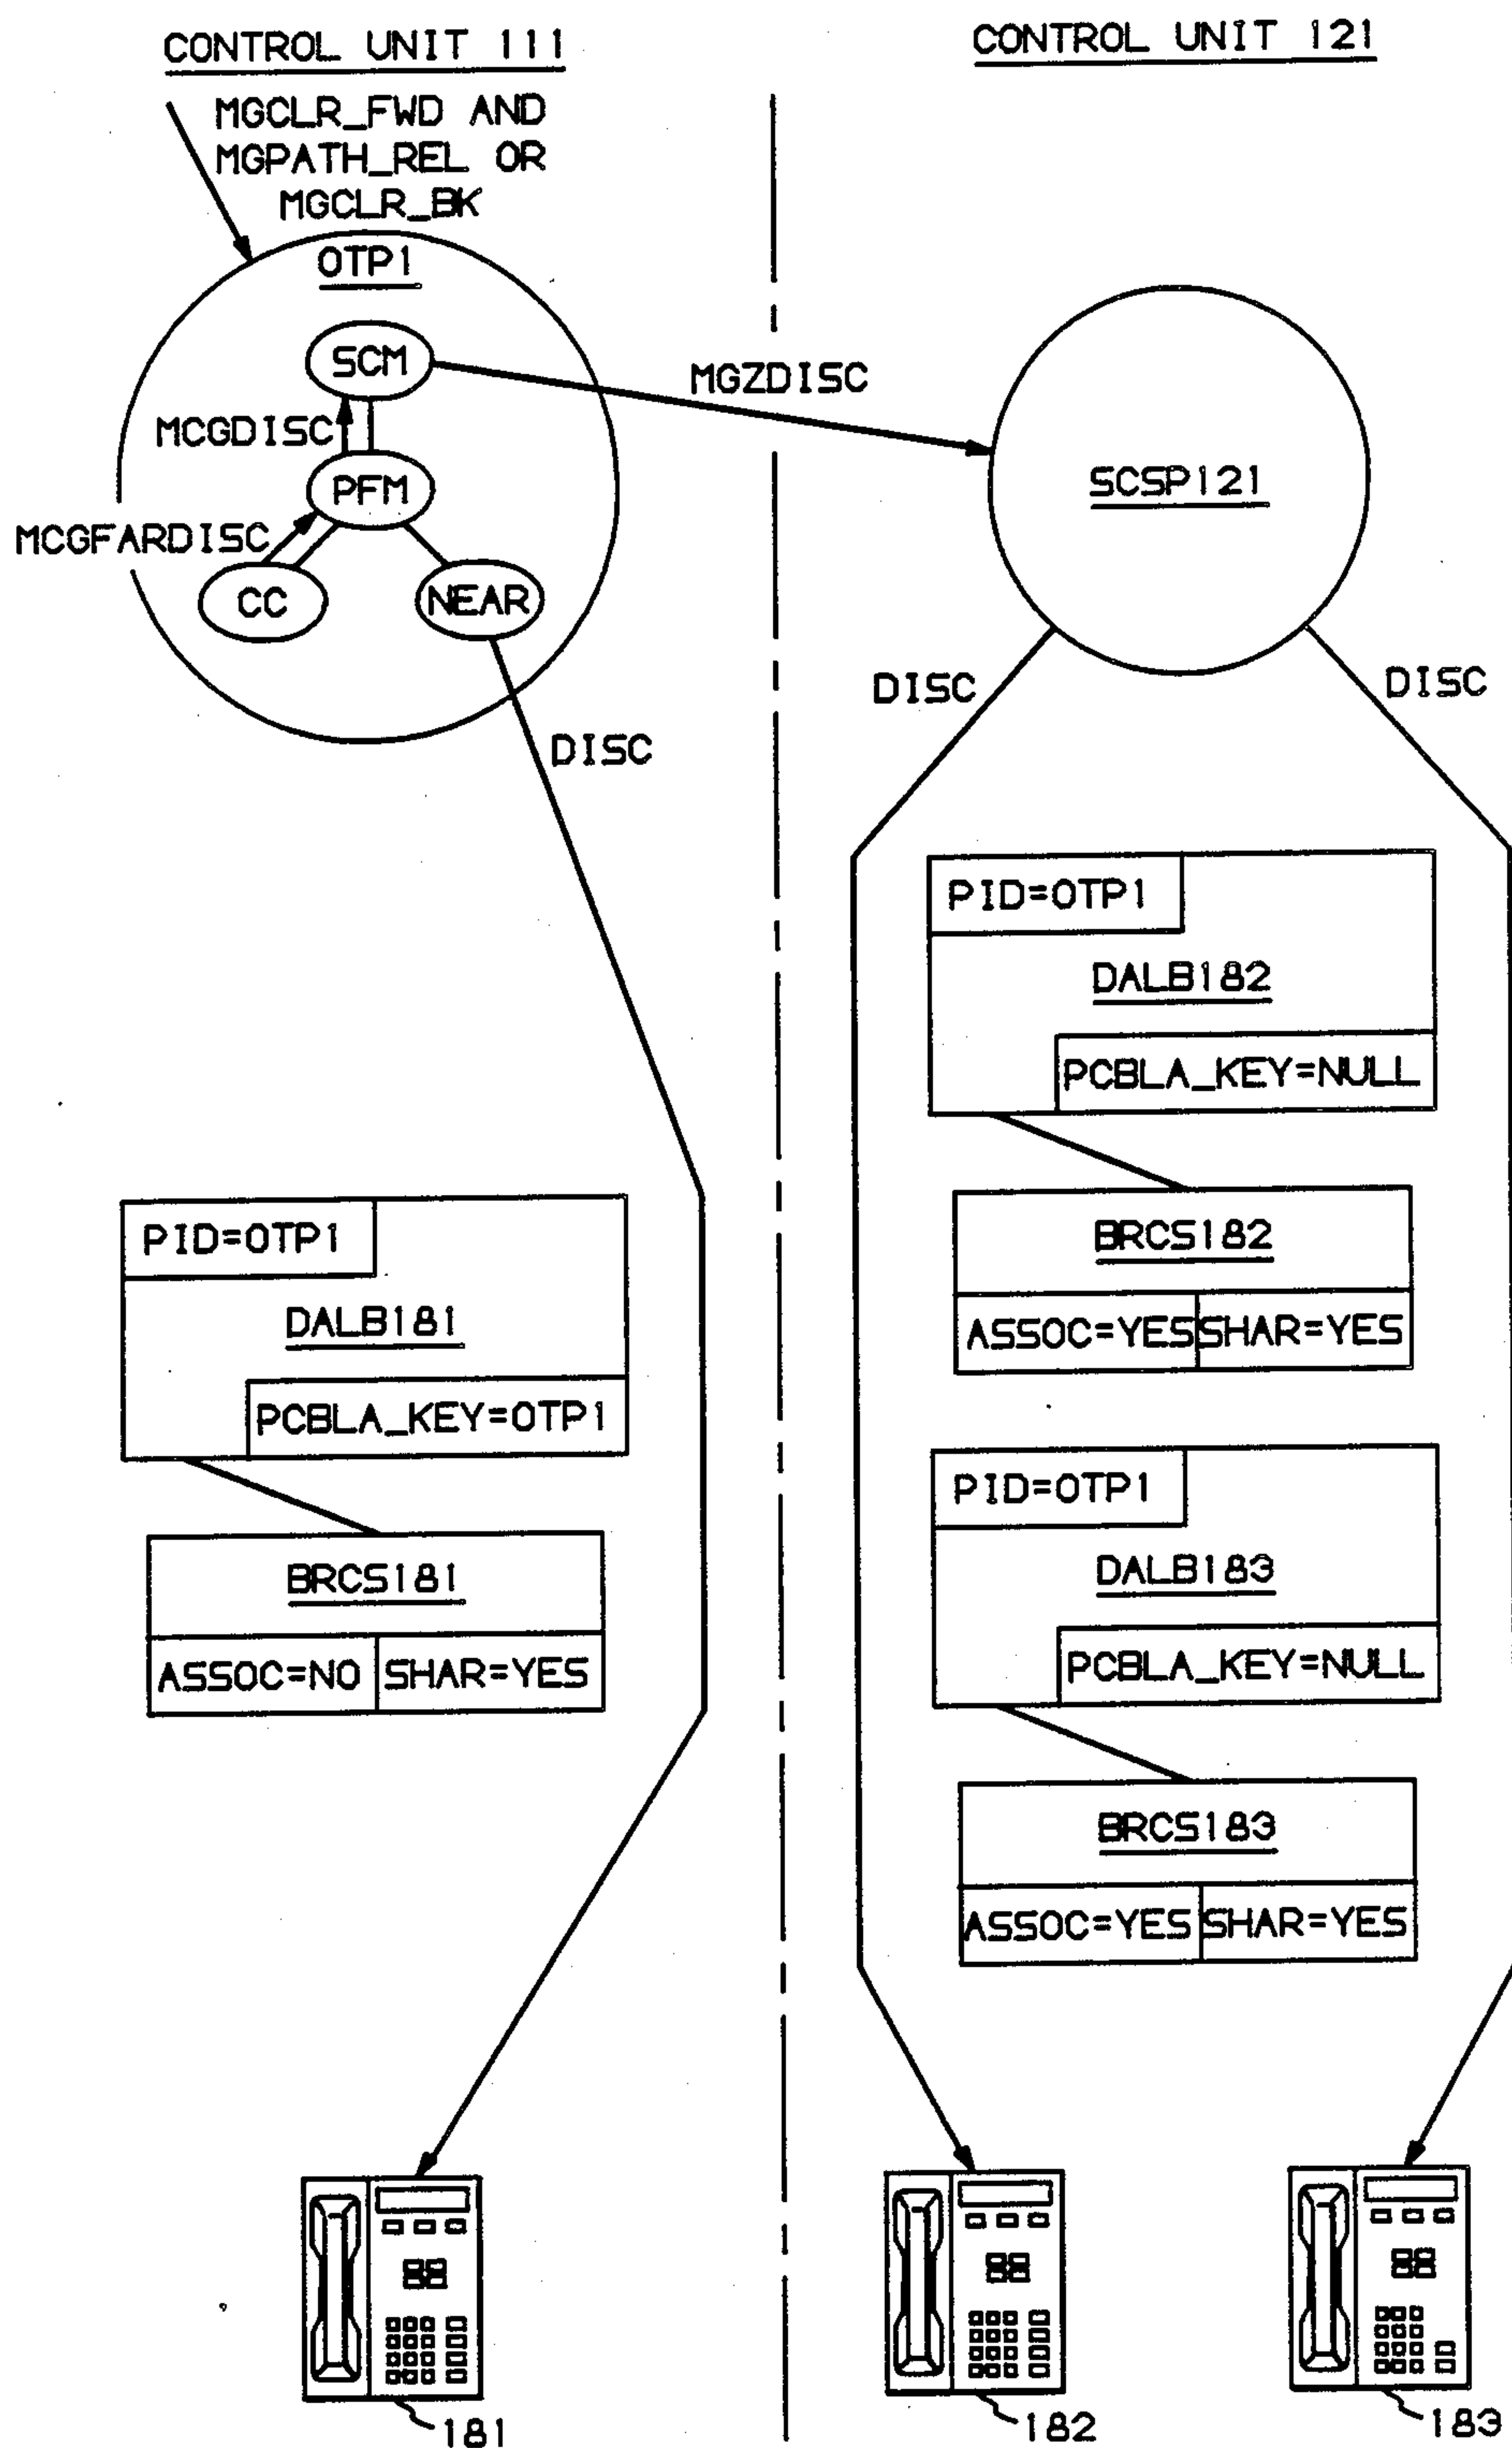 CONTROL UNIT 111
CONTROL UNIT 121
MGCLR_FWD AND
MGPATH_REL OR
MGCLR_BK
OTP1
SCM
MGZDISC
MCGDISC
PFM
SCSP121
MCGFARDISC
CC
NEAR
DISC
DISC
DISC
PID=OTP1
DALB182
PCBLA_KEY=NULL
BRCS182
ASSOC=YES
SHAR=YES
PID=OTP1
DALB181
PCBLA_KEY=OTP1
BRCS181
ASSOC=NO
SHAR=YES
PID=OTP1
DALB183
PCBLA_KEY=NULL
BRCS183
ASSOC=YES
SHAR=YES
181
182
183